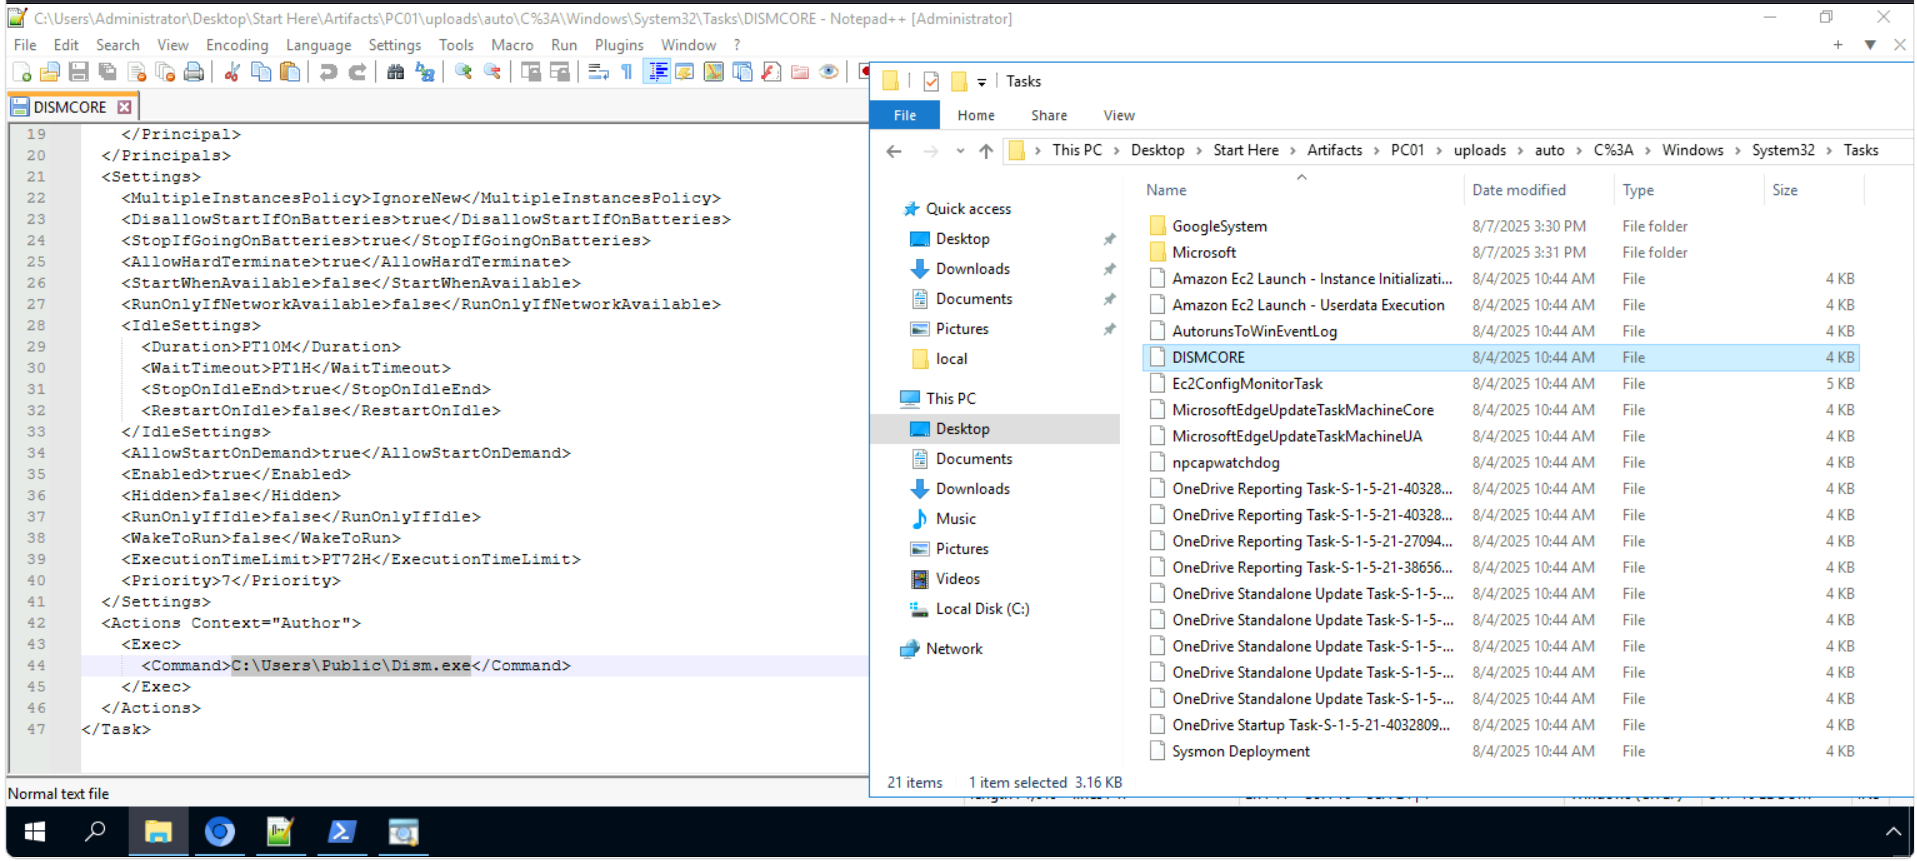 C:\Users\Administrator\Desktop\Start Here\Artifacts\PC01\uploads\auto\C%3A\Windows\System32\Tasks\DISMCORE - Notepad++ [Administrator]
File Edit Search View Encoding Language Settings Tools Macro Run Plugins Window ?
DISMCORE
19 </Principal>
20 </Principals>
21 <Settings>
22 <MultipleInstancesPolicy>IgnoreNew</MultipleInstancesPolicy>
23 <DisallowStartIfOnBatteries>true</DisallowStartIfOnBatteries>
24 <StopIfGoingOnBatteries>true</StopIfGoingOnBatteries>
25 <AllowHardTerminate>true</AllowHardTerminate>
26 <StartWhenAvailable>false</StartWhenAvailable>
27 <RunOnlyIfNetworkAvailable>false</RunOnlyIfNetworkAvailable>
28 <IdleSettings>
29 <Duration>PT10M</Duration>
30 <WaitTimeout>PT1H</WaitTimeout>
31 <StopOnIdleEnd>true</StopOnIdleEnd>
32 <RestartOnIdle>false</RestartOnIdle>
33 </IdleSettings>
34 <AllowStartOnDemand>true</AllowStartOnDemand>
35 <Enabled>true</Enabled>
36 <Hidden>false</Hidden>
37 <RunOnlyIfIdle>false</RunOnlyIfIdle>
38 <WakeToRun>false</WakeToRun>
39 <ExecutionTimeLimit>PT72H</ExecutionTimeLimit>
40 <Priority>7</Priority>
41 </Settings>
42 <Actions Context="Author">
43 <Exec>
44 <Command>C:\Users\Public\Dism.exe</Command>
45 </Exec>
46 </Actions>
47 </Task>
Normal text file
Tasks
File Home Share View
This PC > Desktop > Start Here > Artifacts > PC01 > uploads > auto > C%3A > Windows > System32 > Tasks
Quick access
Desktop
Downloads
Documents
Pictures
local
This PC
Desktop
Documents
Downloads
Music
Pictures
Videos
Local Disk (C:)
Network
Name Date modified Type Size
GoogleSystem 8/7/2025 3:30 PM File folder
Microsoft 8/7/2025 3:31 PM File folder
Amazon Ec2 Launch - Instance Initializati... 8/4/2025 10:44 AM File 4 KB
Amazon Ec2 Launch - Userdata Execution 8/4/2025 10:44 AM File 4 KB
AutorunsToWinEventLog 8/4/2025 10:44 AM File 4 KB
DISMCORE 8/4/2025 10:44 AM File 4 KB
Ec2ConfigMonitorTask 8/4/2025 10:44 AM File 5 KB
MicrosoftEdgeUpdateTaskMachineCore 8/4/2025 10:44 AM File 4 KB
MicrosoftEdgeUpdateTaskMachineUA 8/4/2025 10:44 AM File 4 KB
npcapwatchdog 8/4/2025 10:44 AM File 4 KB
OneDrive Reporting Task-S-1-5-21-40328... 8/4/2025 10:44 AM File 4 KB
OneDrive Reporting Task-S-1-5-21-40328... 8/4/2025 10:44 AM File 4 KB
OneDrive Reporting Task-S-1-5-21-27094... 8/4/2025 10:44 AM File 4 KB
OneDrive Reporting Task-S-1-5-21-38656... 8/4/2025 10:44 AM File 4 KB
OneDrive Standalone Update Task-S-1-5-... 8/4/2025 10:44 AM File 4 KB
OneDrive Standalone Update Task-S-1-5-... 8/4/2025 10:44 AM File 4 KB
OneDrive Standalone Update Task-S-1-5-... 8/4/2025 10:44 AM File 4 KB
OneDrive Standalone Update Task-S-1-5-... 8/4/2025 10:44 AM File 4 KB
OneDrive Standalone Update Task-S-1-5-... 8/4/2025 10:44 AM File 4 KB
OneDrive Startup Task-S-1-5-21-4032809... 8/4/2025 10:44 AM File 4 KB
Sysmon Deployment 8/4/2025 10:44 AM File 4 KB
21 items 1 item selected 3.16 KB